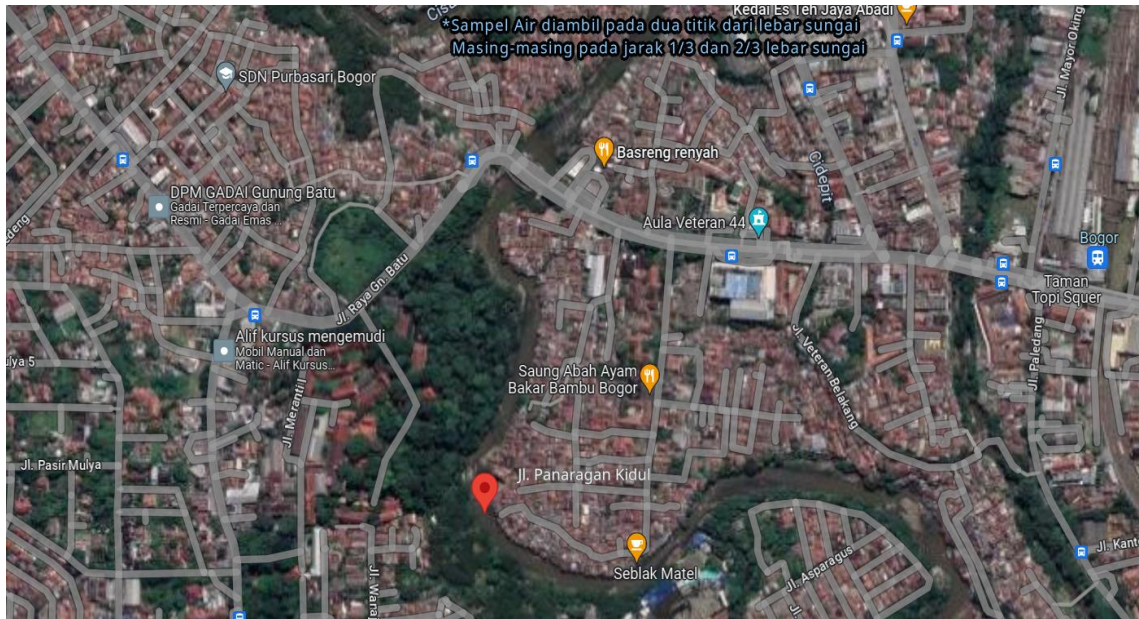 Kedai Es Teh Jaya Abadi
*Sampel Air diambil pada dua titik dari lebar sungai
Masing-masing pada jarak 1/3 dan 2/3 lebar sungai
SDN Purbasari Bogor
Jl. Mayor Oking
Basreng renyah
Cidepit
DPM GADAI Gunung Batu
Gadai Terpercaya dan
Resmi - Gadai Emas
Aula Veteran 44
Bogor
Taman
Topi Squer
Jl. Raya Gn. Batu
Alif kursus mengemudi
Mobil Manual dan
Matic - Alif Kursus...
Jl. Veteran Belakang
Jl. Paledang
Saung Abah Ayam
Bakar Bambu Bogor
Jl. Meranti I
Jl. Pasir Mulya
Jl. Panaragan Kidul
Seblak Matel
Jl. Asparagus